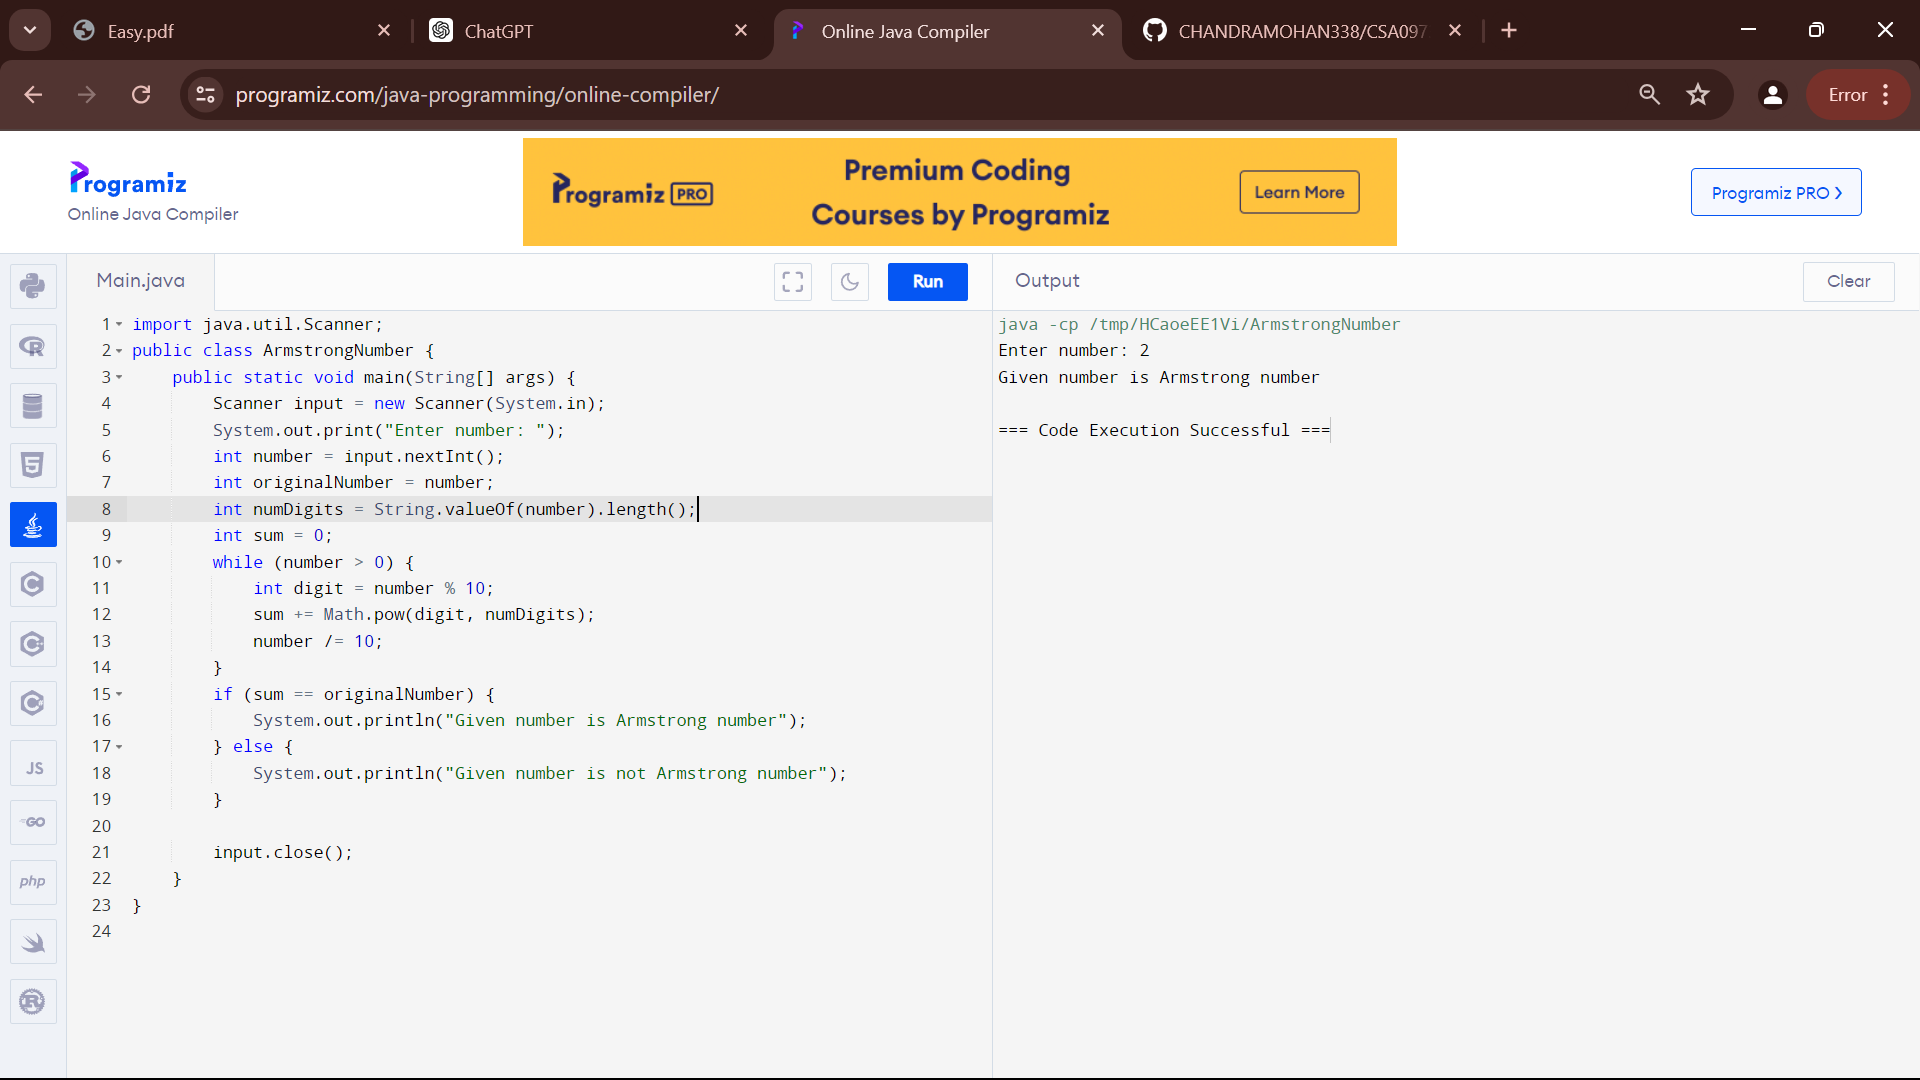 Easy.pdf
ChatGPT
Online Java Compiler
CHANDRAMOHAN338/CSA097
programiz.com/java-programming/online-compiler/
Error
Programiz
Online Java Compiler
Programiz PRO
Premium Coding
Courses by Programiz
Learn More
Programiz PRO
Main.java
Run
Output
Clear
1 import java.util.Scanner;
2 public class ArmstrongNumber {
3 public static void main(String[] args) {
4 Scanner input = new Scanner(System.in);
5 System.out.print("Enter number: ");
6 int number = input.nextInt();
7 int originalNumber = number;
8 int numDigits = String.valueOf(number).length();
9 int sum = 0;
10 while (number > 0) {
11 int digit = number % 10;
12 sum += Math.pow(digit, numDigits);
13 number /= 10;
14 }
15 if (sum == originalNumber) {
16 System.out.println("Given number is Armstrong number");
17 } else {
18 System.out.println("Given number is not Armstrong number");
19 }
20
21 input.close();
22 }
23 }
24
java -cp /tmp/HCaoeEE1Vi/ArmstrongNumber
Enter number: 2
Given number is Armstrong number
=== Code Execution Successful ===
R
5
C
C
C
JS
GO
php
R